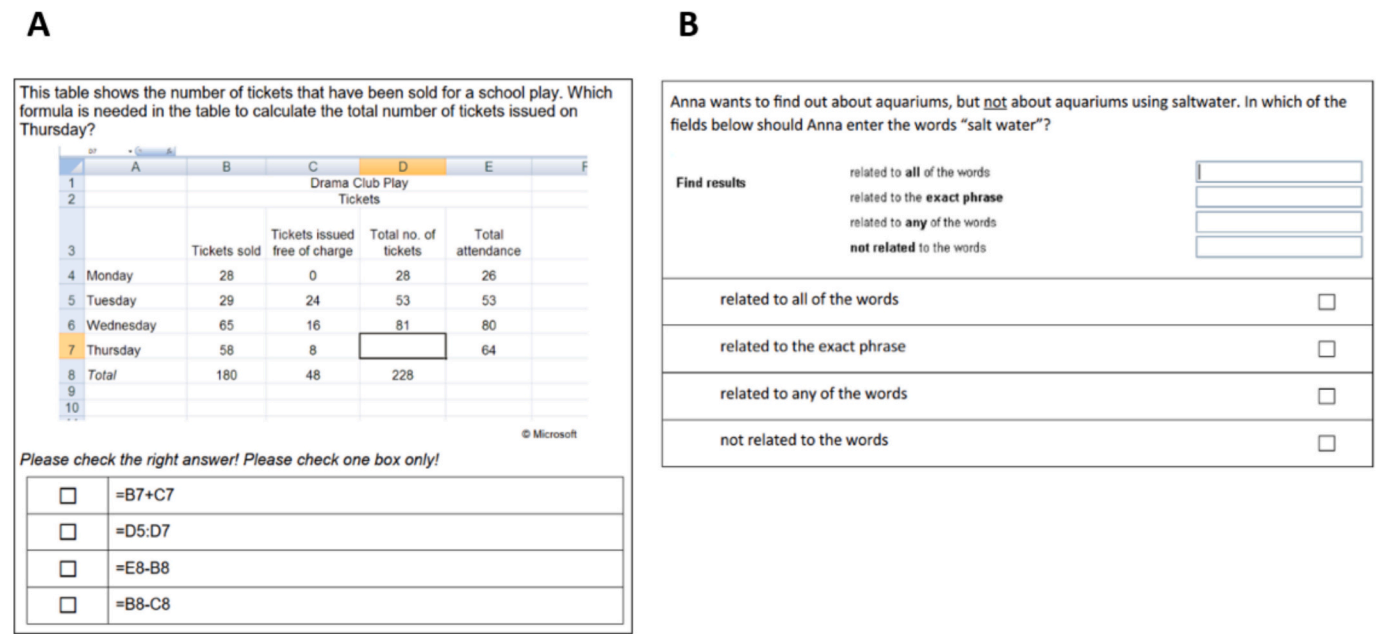 A
This table shows the number of tickets that have been sold for a school play. Which
formula is needed in the table to calculate the total number of tickets issued on
Thursday?
A B C D E F
1 Drama Club Play
2 Tickets
Tickets issued Total no. of Total
3 Tickets sold free of charge tickets attendance
4 Monday 28 0 28 26
5 Tuesday 29 24 53 53
6 Wednesday 65 16 81 80
7 Thursday 58 8 64
8 Total 180 48 228
9
10
© Microsoft
Please check the right answer! Please check one box only!
=B7+C7
=D5:D7
=E8-B8
=B8-C8
B
Anna wants to find out about aquariums, but not about aquariums using saltwater. In which of the
fields below should Anna enter the words “salt water”?
Find results
related to all of the words
related to the exact phrase
related to any of the words
not related to the words
related to all of the words
related to the exact phrase
related to any of the words
not related to the words